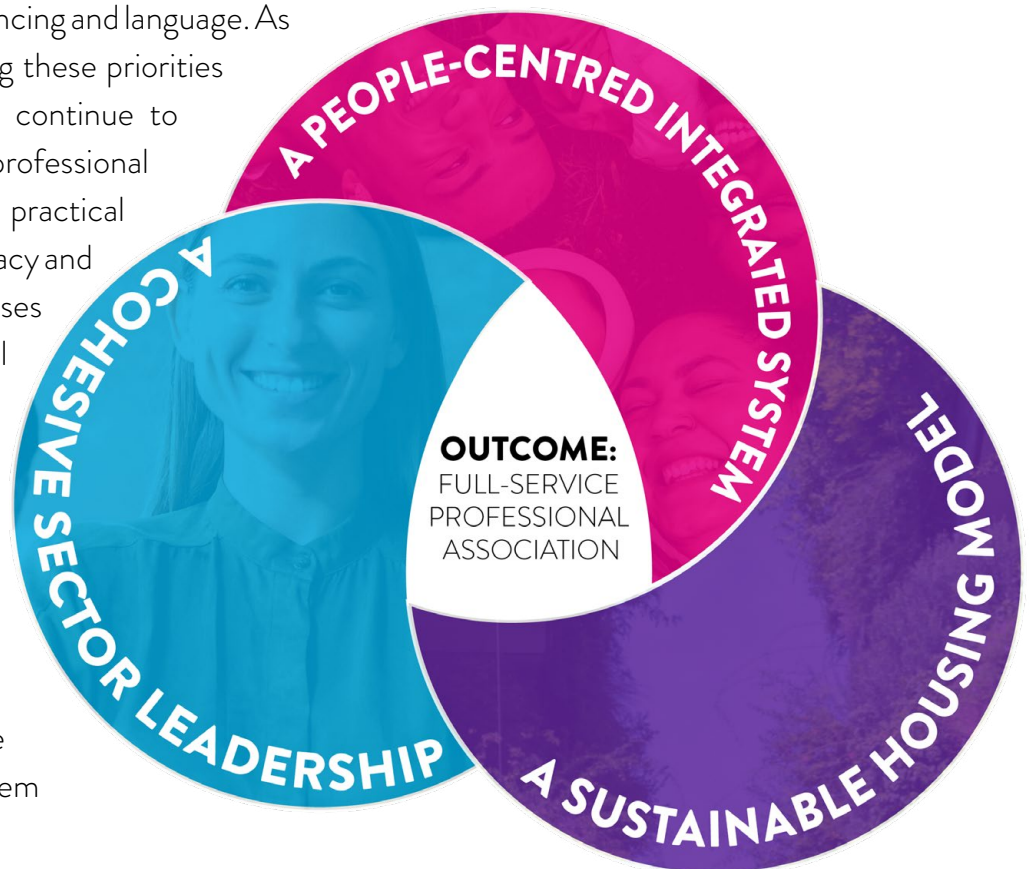 ncing and language. As
g these priorities
continue to
professional
practical
acy and
ses
l
e
em
A PEOPLE-CENTRED INTEGRATED SYSTEM
A COHESIVE SECTOR LEADERSHIP
A SUSTAINABLE HOUSING MODEL
OUTCOME:
FULL-SERVICE
PROFESSIONAL
ASSOCIATION